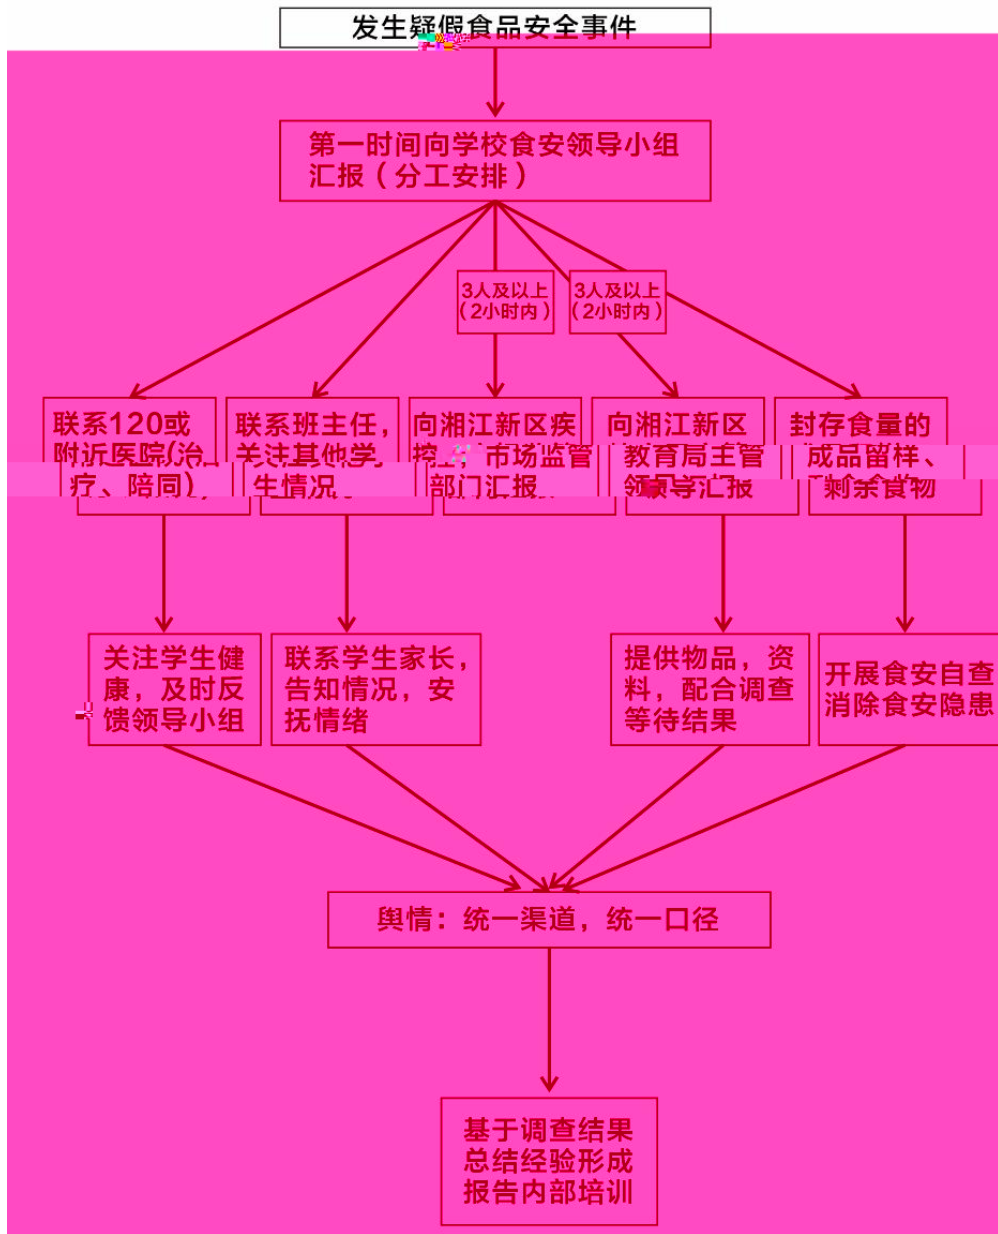 发生疑假食品安全事件
第一时间向学校食安领导小组
汇报（分工安排）
3人及以上
（2小时内）
3人及以上
（2小时内）
联系120或
附近医院(治
疗、陪同)
联系班主任，
关注其他学
生情况
向湘江新区疾
控 市场监管
部门汇报
向湘江新区
教育局主管
领导汇报
封存食量的
成品留样、
剩余食物
关注学生健
康，及时反
馈领导小组
联系学生家长，
告知情况，安
抚情绪
提供物品，资
料，配合调查
等待结果
开展食安自查
消除食安隐患
舆情：统一渠道，统一口径
基于调查结果
总结经验形成
报告内部培训